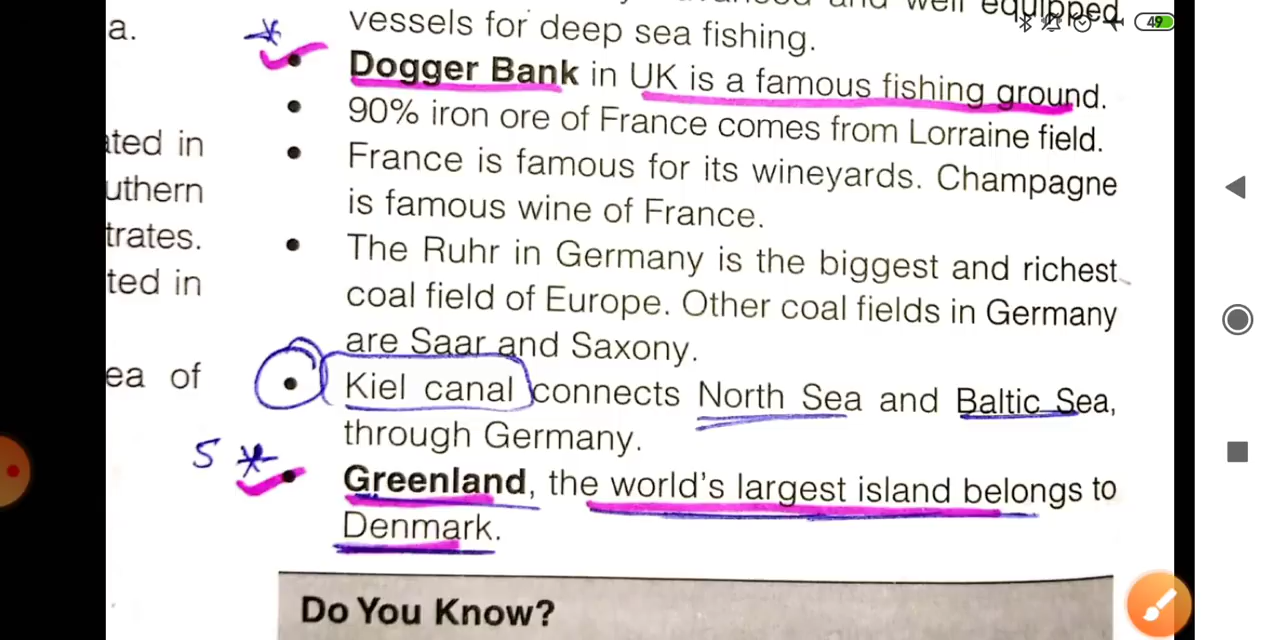 equipped
a.
vessels for deep sea fishing.
Dogger Bank in UK is a famous fishing ground.
90% iron ore of France comes from Lorraine field.
ated in
France is famous for its wineyards. Champagne
uthern
is famous wine of France.
trates.
The Ruhr in Germany is the biggest and richest
ted in
coal field of Europe. Other coal fields in Germany
are Saar and Saxony.
ea of
Kiel canal connects North Sea and Baltic Sea,
through Germany.
5
Greenland, the world's largest island belongs to
Denmark.
Do You Know?
49